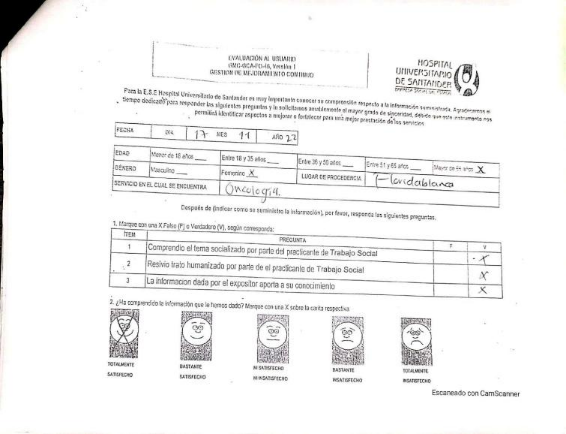 EVALUACIÓN AL USUARIO
GESTIÓN DE MEJORAMIENTO CONTINUO
HOSPITAL
UNIVERSITARIO
DE SANTANDER
EMPRESA SOCIAL DEL ESTADO
Para la E.S.E Hospital Universitario de Santander es muy importante conocer su comprensión respecto a la información suministrada. Agradecemos el
tiempo dedicado para responder las siguientes preguntas y le solicitamos amablemente el mayor grado de sinceridad, debido que este instrumento nos
permitirá identificar aspectos a mejorar o fortalecer para una mejor prestación de los servicios
FECHA DIA 17 MES 11 AÑO 22
EDAD Menor de 18 años ___ Entre 18 y 35 años ___ Entre 36 y 50 años ___ Entre 51 y 65 años ___ Mayor de 65 años X
GÉNERO Masculino ___ Femenino X LUGAR DE PROCEDENCIA Floridablanca
SERVICIO EN EL CUAL SE ENCUENTRA Oncología.
Después de (indicar como se suministro la información), por favor, responda las siguientes preguntas.
1. Marque con una X Falso (F) o Verdadero (V), según corresponda:
ITEM PREGUNTA F V
1 Comprendio el tema socializado por parte del practicante de Trabajo Social X
2 Resivio trato humanizado por parte de el practicante de Trabajo Social X
3 La informacion dada por el expositor aporta a su conocimiento X
2. ¿Ha comprendido la información que le hemos dado? Marque con una X sobre la carita respectiva.
TOTALMENTE BASTANTE NI SATISFECHO BASTANTE TOTALMENTE
SATISFECHO SATISFECHO NI INSATISFECHO INSATISFECHO INSATISFECHO
Escaneado con CamScanner